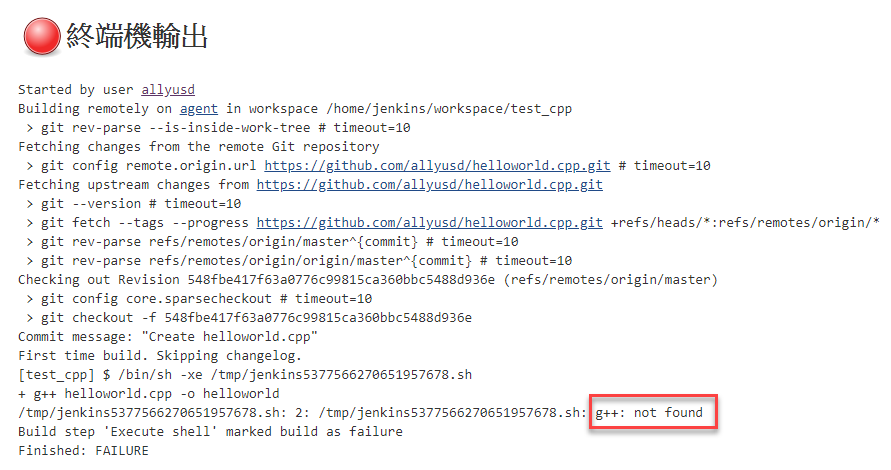 終端機輸出
Started by user allyusd
Building remotely on agent in workspace /home/jenkins/workspace/test_cpp
> git rev-parse --is-inside-work-tree # timeout=10
Fetching changes from the remote Git repository
> git config remote.origin.url https://github.com/allyusd/helloworld.cpp.git # timeout=10
Fetching upstream changes from https://github.com/allyusd/helloworld.cpp.git
> git --version # timeout=10
> git fetch --tags --progress https://github.com/allyusd/helloworld.cpp.git +refs/heads/*:refs/remotes/origin/*
> git rev-parse refs/remotes/origin/master^{commit} # timeout=10
> git rev-parse refs/remotes/origin/origin/master^{commit} # timeout=10
Checking out Revision 548fbe417f63a0776c99815ca360bbc5488d936e (refs/remotes/origin/master)
> git config core.sparsecheckout # timeout=10
> git checkout -f 548fbe417f63a0776c99815ca360bbc5488d936e
Commit message: "Create helloworld.cpp"
First time build. Skipping changelog.
[test_cpp] $ /bin/sh -xe /tmp/jenkins5377566270651957678.sh
+ g++ helloworld.cpp -o helloworld
/tmp/jenkins5377566270651957678.sh: 2: /tmp/jenkins5377566270651957678.sh: g++: not found
Build step 'Execute shell' marked build as failure
Finished: FAILURE